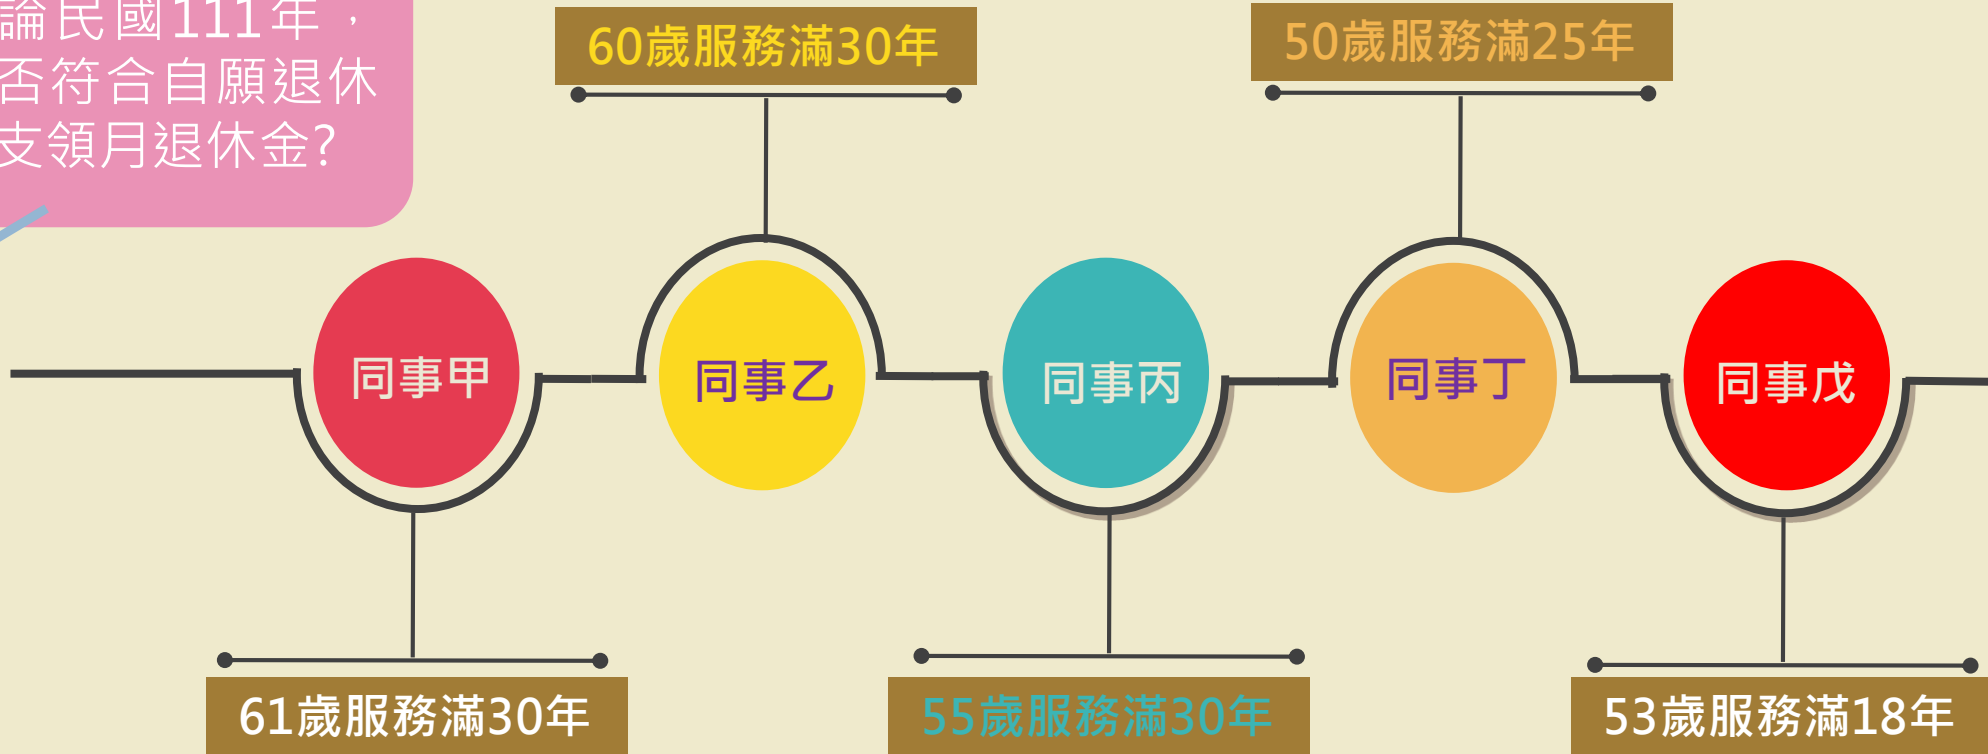 論民國111年，
否符合自願退休
支領月退休金?
60歲服務滿30年
50歲服務滿25年
同事甲
同事乙
同事丙
同事丁
同事戊
61歲服務滿30年
55歲服務滿30年
53歲服務滿18年